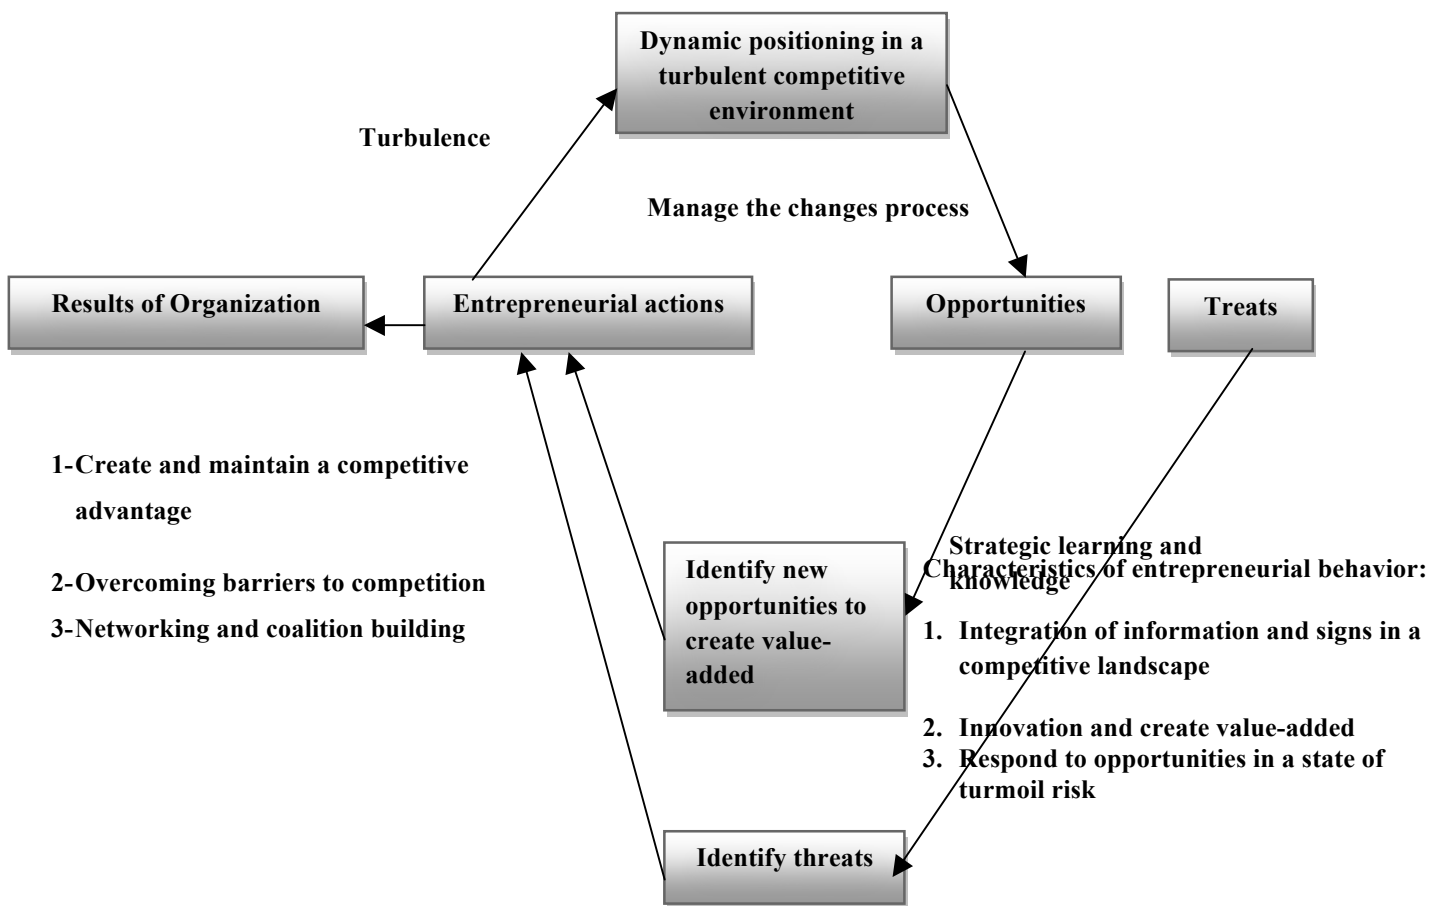 Dynamic positioning in a
turbulent competitive
environment
Turbulence
Manage the changes process
Results of Organization
Entrepreneurial actions
Opportunities
Treats
1-Create and maintain a competitive
advantage
2-Overcoming barriers to competition
3-Networking and coalition building
Identify new
opportunities to
create value-
added
Strategic learning and
knowledge
Characteristics of entrepreneurial behavior:
1. Integration of information and signs in a
competitive landscape
2. Innovation and create value-added
3. Respond to opportunities in a state of
turmoil risk
Identify threats